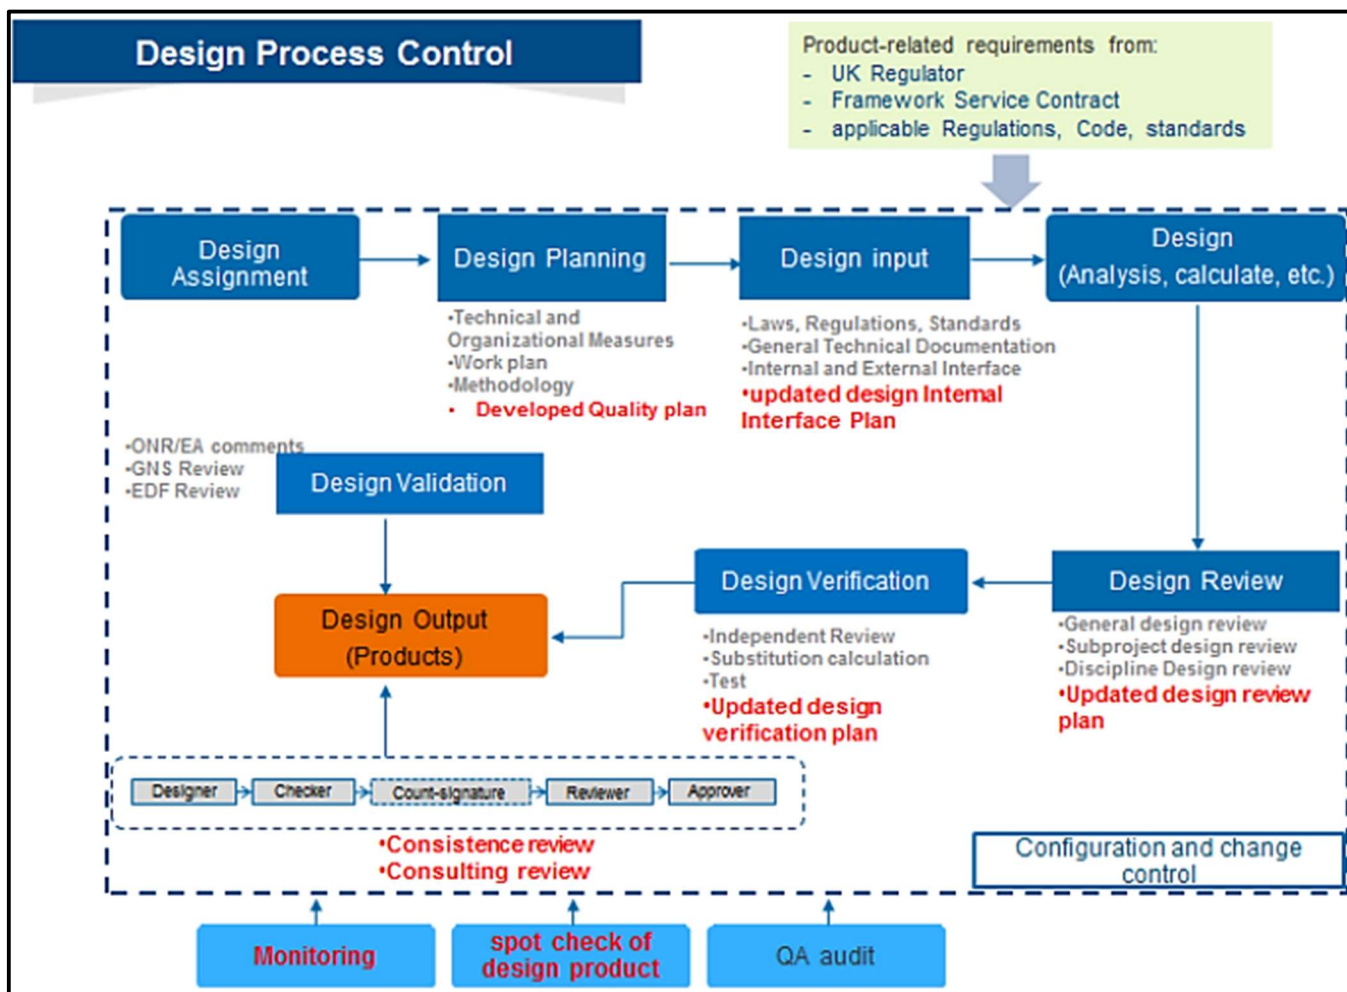 Design Process Control
Product-related requirements from:
- UK Regulator
- Framework Service Contract
- applicable Regulations, Code, standards
Design
Assignment
Design Planning
Design input
Design
(Analysis, calculate, etc.)
•Technical and
Organizational Measures
•Work plan
•Methodology
• Developed Quality plan
•Laws, Regulations, Standards
•General Technical Documentation
•Internal and External Interface
•updated design Internal
Interface Plan
•ONR/EA comments
•GNS Review
•EDF Review
Design Validation
Design Verification
Design Review
Design Output
(Products)
•Independent Review
•Substitution calculation
•Test
•Updated design
verification plan
•General design review
•Subproject design review
•Discipline Design review
•Updated design review
plan
Designer
Checker
Count-signature
Reviewer
Approver
•Consistence review
•Consulting review
Configuration and change
control
Monitoring
spot check of
design product
QA audit